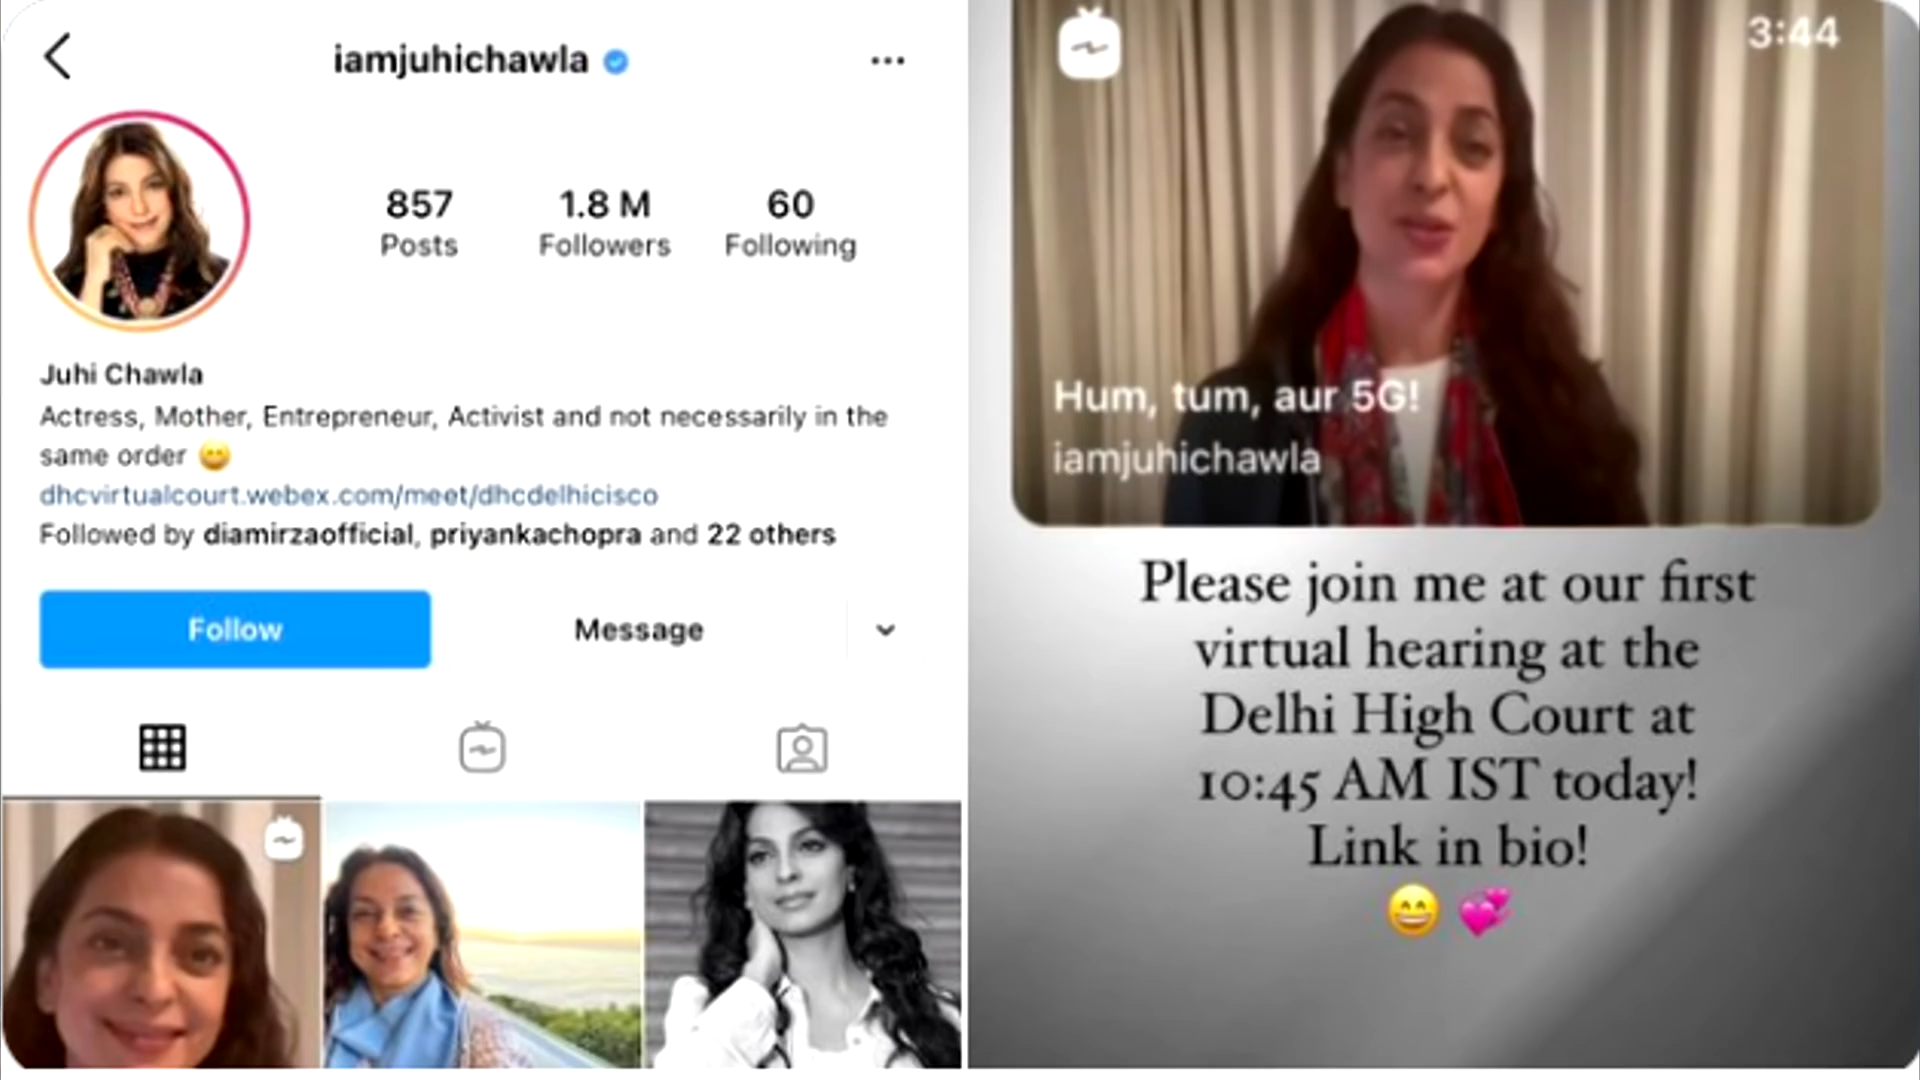 iamjuhichawla
857
Posts
1.8 M
Followers
60
Following
Juhi Chawla
Actress, Mother, Entrepreneur, Activist and not necessarily in the
same order 😄
dhcvirtualcourt.webex.com/meet/dhcdelhicisco
Followed by diamirzaofficial, priyankachopra and 22 others
Follow
Message
3:44
Hum, tum, aur 5G!
iamjuhichawla
Please join me at our first
virtual hearing at the
Delhi High Court at
10:45 AM IST today!
Link in bio!
😄 💞